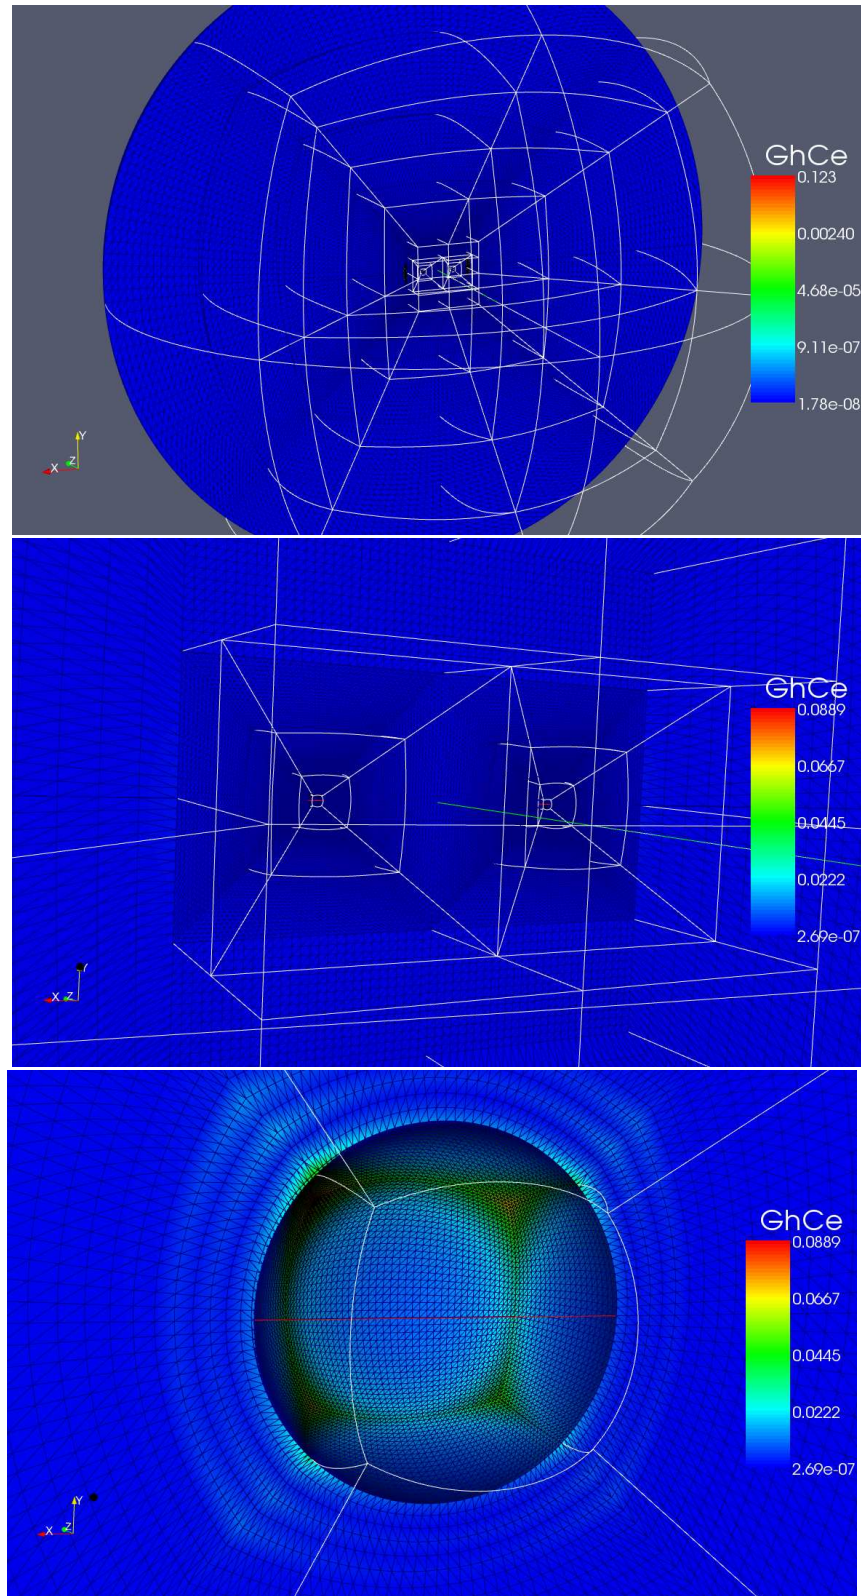 GhCe
0.123
0.00240
4.68e-05
9.11e-07
1.78e-08
Y
Z
X
GhCe
0.0889
0.0667
0.0445
0.0222
2.69e-07
Y
X Z
GhCe
0.0889
0.0667
0.0445
0.0222
2.69e-07
Y
Z
X